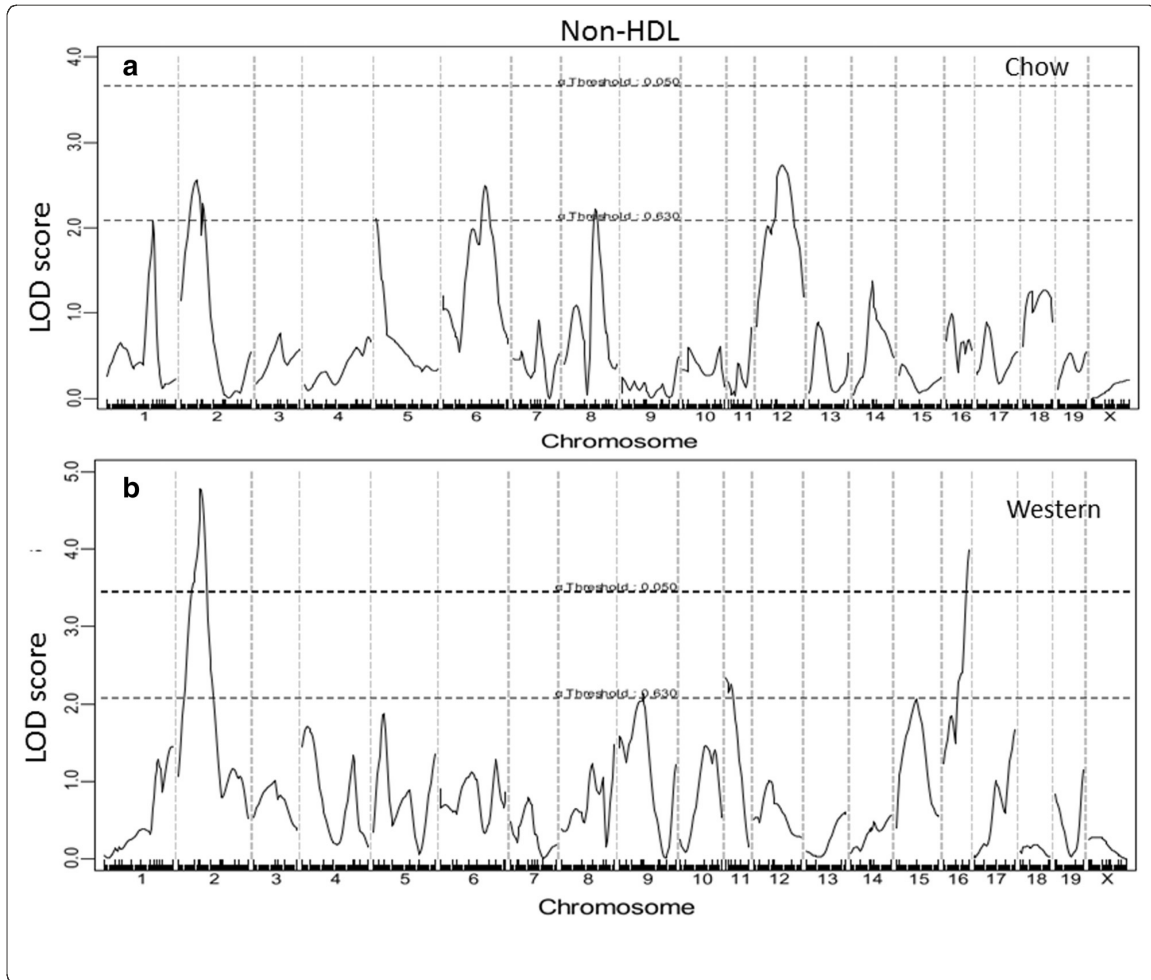 Non-HDL
a
Chow
4.0
α Threshold : 0.050
3.0
α Threshold : 0.630
2.0
1.0
0.0
LOD score
1 2 3 4 5 6 7 8 9 10 11 12 13 14 15 16 17 18 19 X
Chromosome
b
Western
5.0
4.0
α Threshold : 0.050
3.0
α Threshold : 0.630
2.0
1.0
0.0
LOD score
1 2 3 4 5 6 7 8 9 10 11 12 13 14 15 16 17 18 19 X
Chromosome